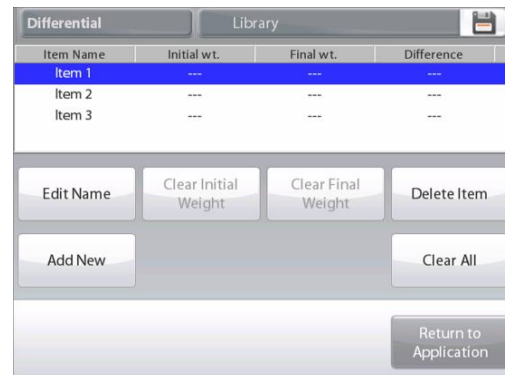 Differential Library
Item Name Initial wt. Final wt. Difference
Item 1 --- --- ---
Item 2 --- --- ---
Item 3 --- --- ---
Edit Name Clear Initial Weight Clear Final Weight Delete Item
Add New Clear All
Return to Application